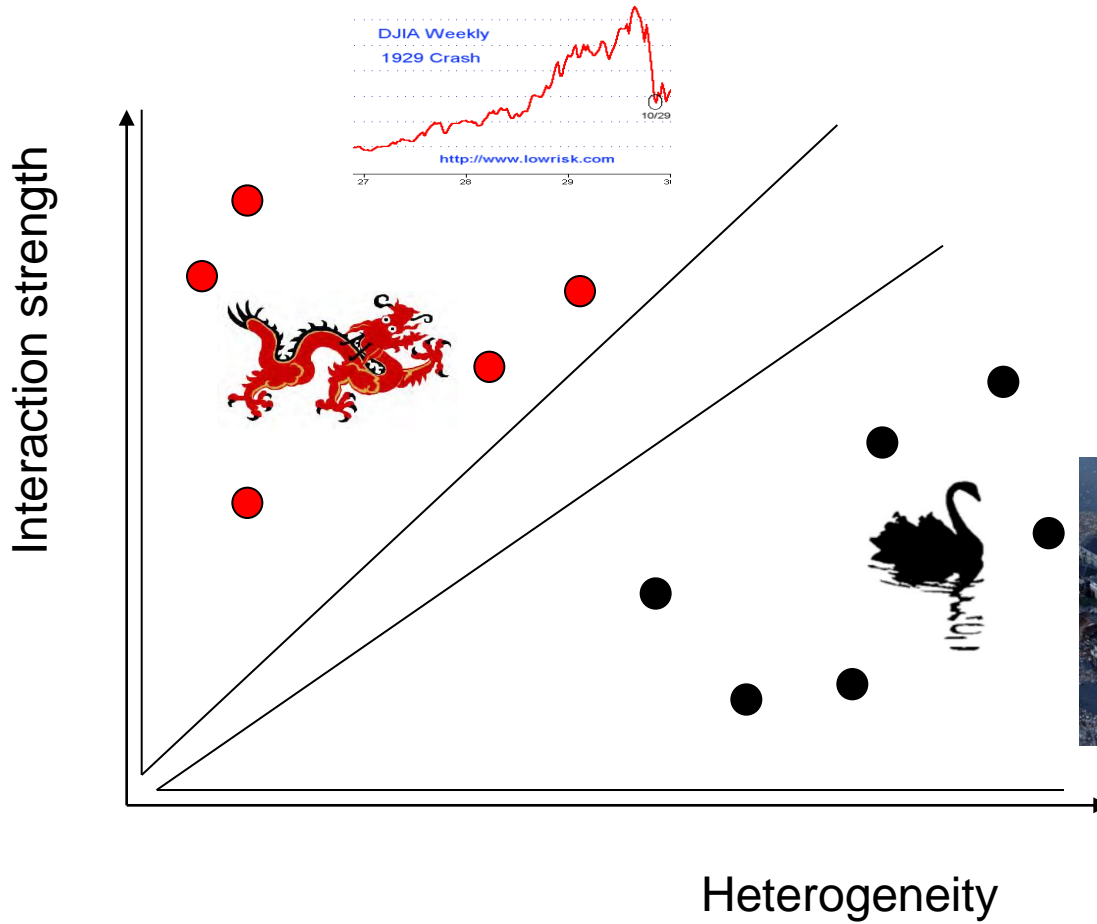 DJIA Weekly
1929 Crash
10/29
http://www.lowrisk.com
27 28 29
Interaction strength
Heterogeneity